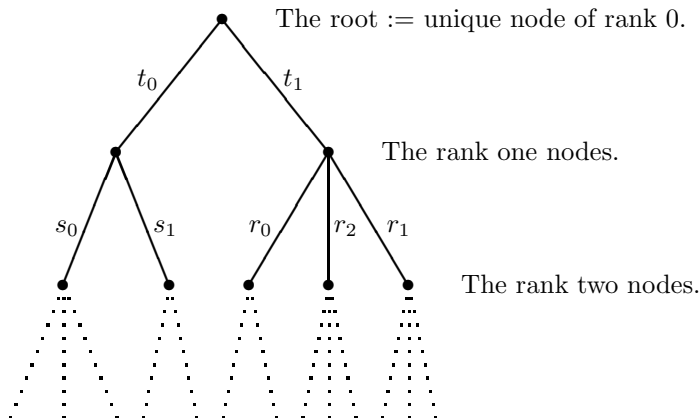 The root := unique node of rank 0.
t₀ t₁
The rank one nodes.
s₀ s₁ r₀ r₂ r₁
The rank two nodes.